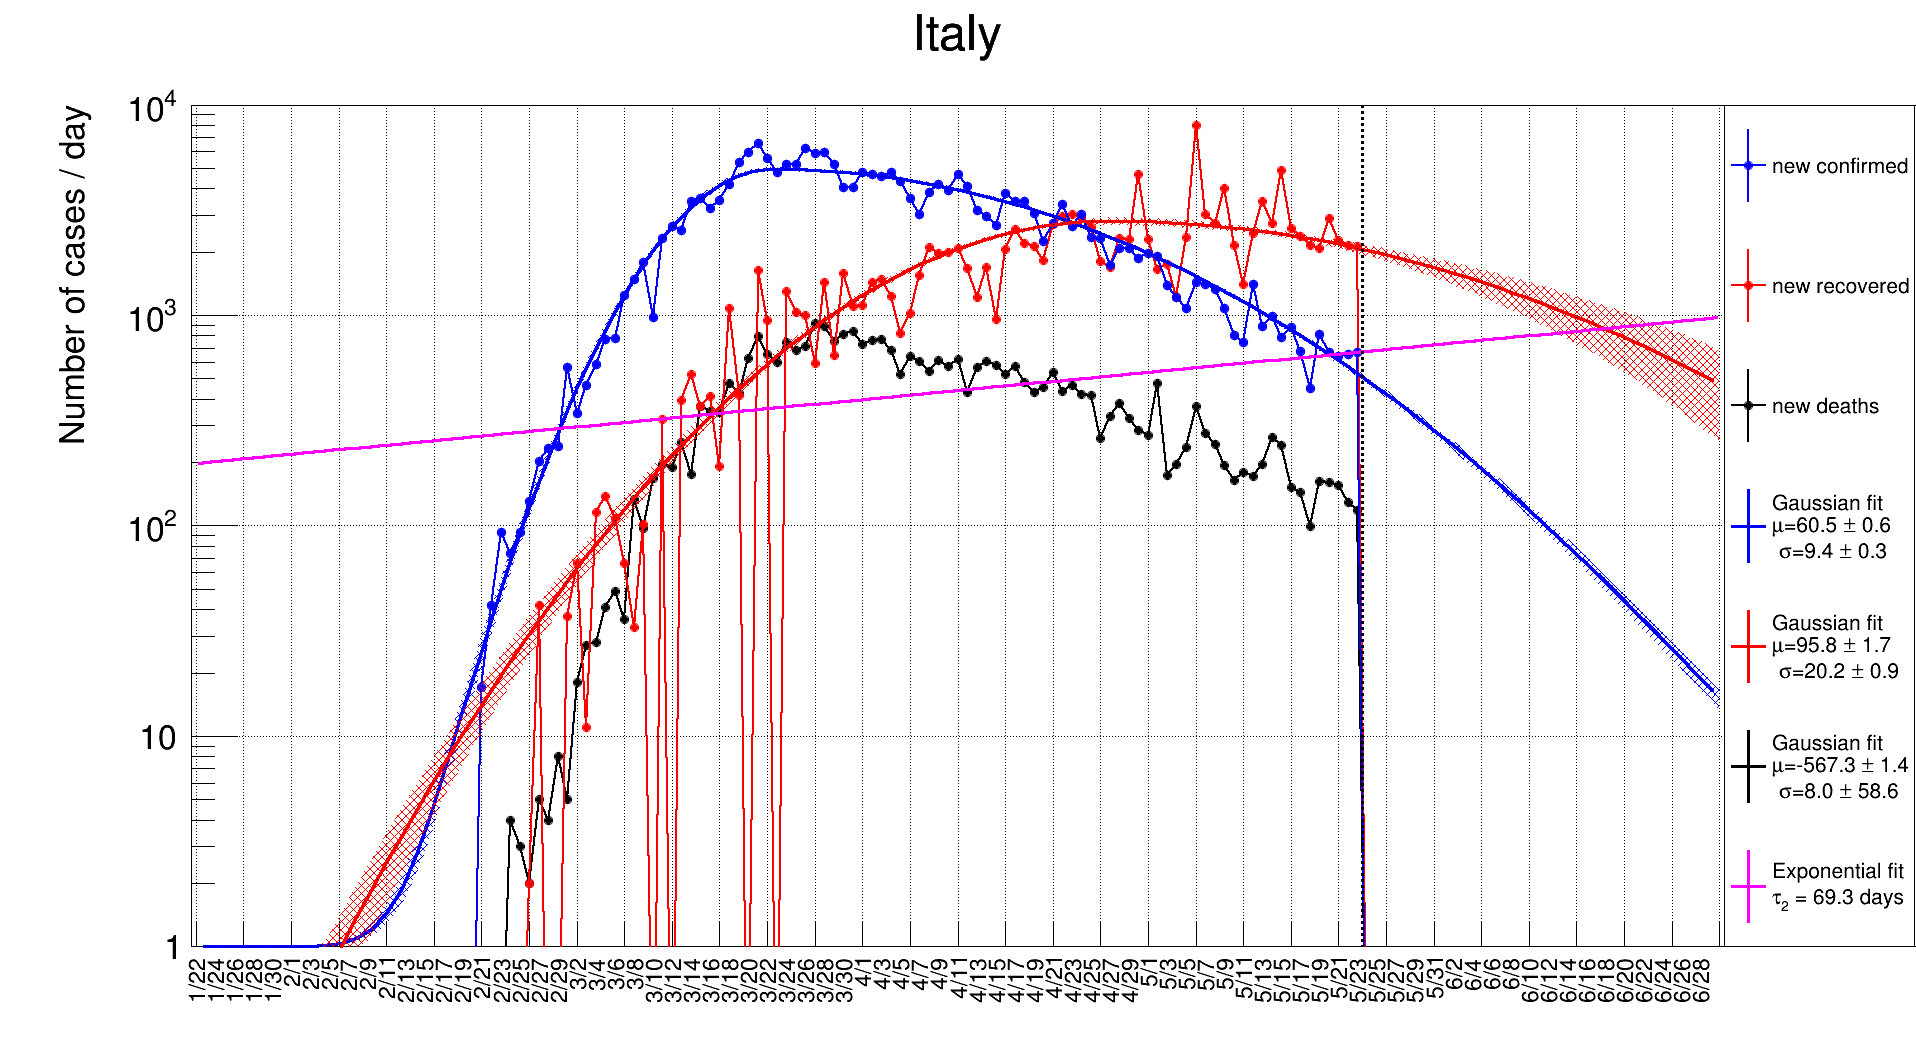 Italy
Number of cases / day
10^4
10^3
10^2
10
1
1/22 1/24 1/26 1/28 1/30 2/1 2/3 2/5 2/7 2/9 2/11 2/13 2/15 2/17 2/19 2/21 2/23 2/25 2/27 2/29 3/2 3/4 3/6 3/8 3/10 3/12 3/14 3/16 3/18 3/20 3/22 3/24 3/26 3/28 3/30 4/1 4/3 4/5 4/7 4/9 4/11 4/13 4/15 4/17 4/19 4/21 4/23 4/25 4/27 4/29 5/1 5/3 5/5 5/7 5/9 5/11 5/13 5/15 5/17 5/19 5/21 5/23 5/25 5/27 5/29 5/31 6/2 6/4 6/6 6/8 6/10 6/12 6/14 6/16 6/18 6/20 6/22 6/24 6/26 6/28
new confirmed
new recovered
new deaths
Gaussian fit
μ=60.5 ± 0.6
σ=9.4 ± 0.3
Gaussian fit
μ=95.8 ± 1.7
σ=20.2 ± 0.9
Gaussian fit
μ=-567.3 ± 1.4
σ=8.0 ± 58.6
Exponential fit
τ₂ = 69.3 days